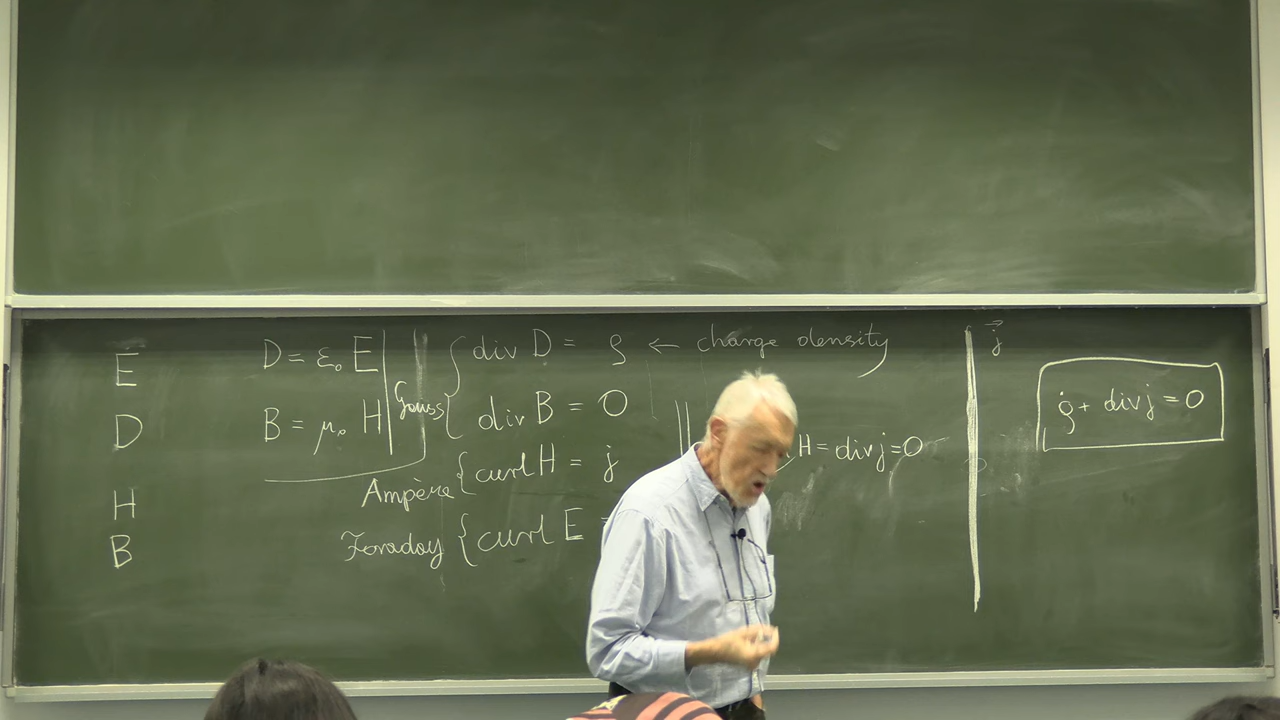 E
D
H
B
D = ε₀ E
B = μ₀ H
Gauss { div D = ρ ← charge density
div B = 0
Ampère { curl H = j
Faraday { curl E
H = div j = 0
j⃗
ρ̇ + div j = 0